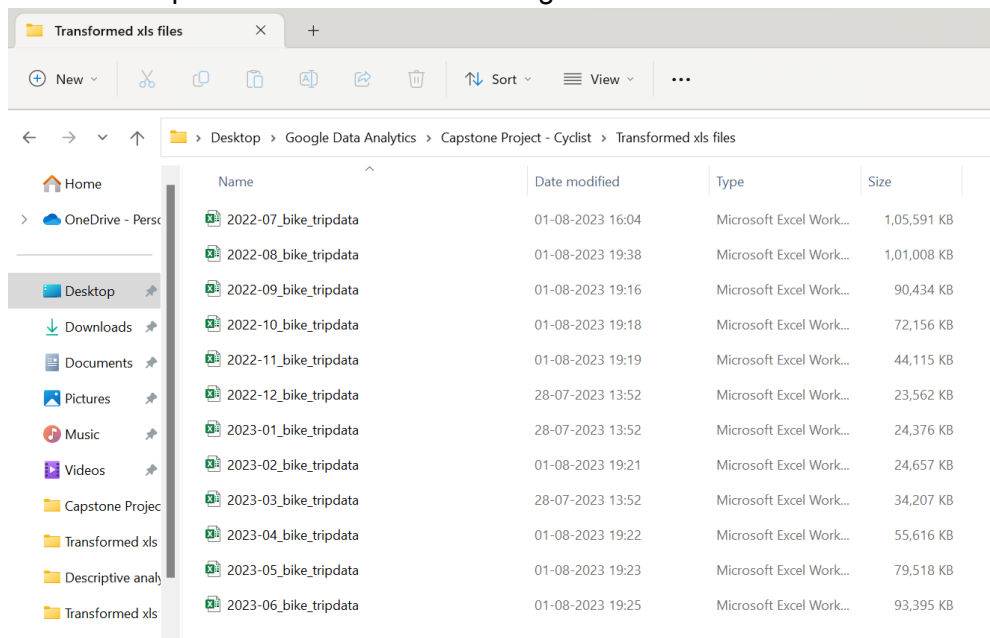 Transformed xls files
New
Sort
View
Desktop > Google Data Analytics > Capstone Project - Cyclist > Transformed xls files
Home
OneDrive - Perso
Desktop
Downloads
Documents
Pictures
Music
Videos
Capstone Projec
Transformed xls
Descriptive analy
Transformed xls
Name Date modified Type Size
2022-07_bike_tripdata 01-08-2023 16:04 Microsoft Excel Work... 1,05,591 KB
2022-08_bike_tripdata 01-08-2023 19:38 Microsoft Excel Work... 1,01,008 KB
2022-09_bike_tripdata 01-08-2023 19:16 Microsoft Excel Work... 90,434 KB
2022-10_bike_tripdata 01-08-2023 19:18 Microsoft Excel Work... 72,156 KB
2022-11_bike_tripdata 01-08-2023 19:19 Microsoft Excel Work... 44,115 KB
2022-12_bike_tripdata 28-07-2023 13:52 Microsoft Excel Work... 23,562 KB
2023-01_bike_tripdata 28-07-2023 13:52 Microsoft Excel Work... 24,376 KB
2023-02_bike_tripdata 01-08-2023 19:21 Microsoft Excel Work... 24,657 KB
2023-03_bike_tripdata 28-07-2023 13:52 Microsoft Excel Work... 34,207 KB
2023-04_bike_tripdata 01-08-2023 19:22 Microsoft Excel Work... 55,616 KB
2023-05_bike_tripdata 01-08-2023 19:23 Microsoft Excel Work... 79,518 KB
2023-06_bike_tripdata 01-08-2023 19:25 Microsoft Excel Work... 93,395 KB